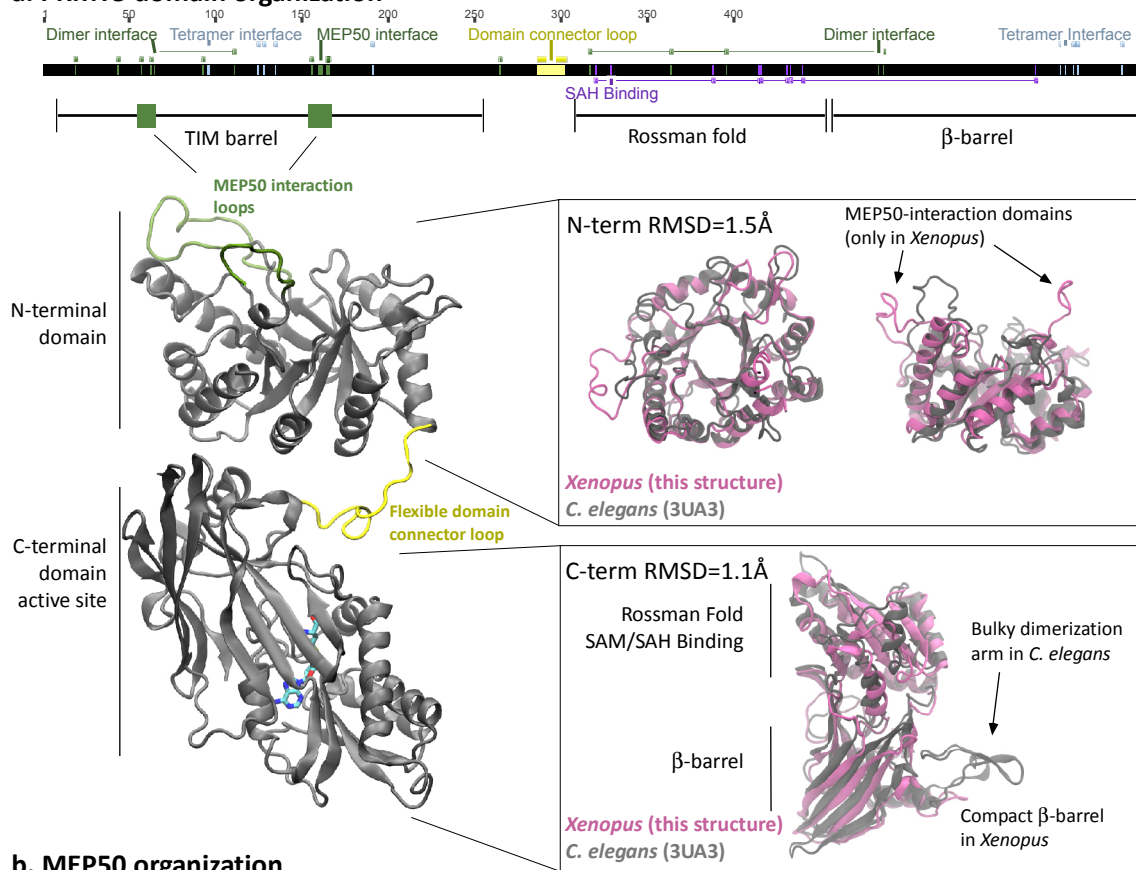 1 50 100 150 200 250 300 350 400
Dimer interface Tetramer interface MEP50 interface Domain connector loop Dimer interface Tetramer Interface
SAH Binding
TIM barrel Rossman fold β-barrel
MEP50 interaction
loops
N-terminal
domain
Flexible domain
connector loop
C-terminal
domain
active site
N-term RMSD=1.5Å
MEP50-interaction domains
(only in Xenopus)
Xenopus (this structure)
C. elegans (3UA3)
C-term RMSD=1.1Å
Rossman Fold
SAM/SAH Binding
Bulky dimerization
arm in C. elegans
β-barrel
Compact β-barrel
in Xenopus
Xenopus (this structure)
C. elegans (3UA3)
b. MEP50 organization